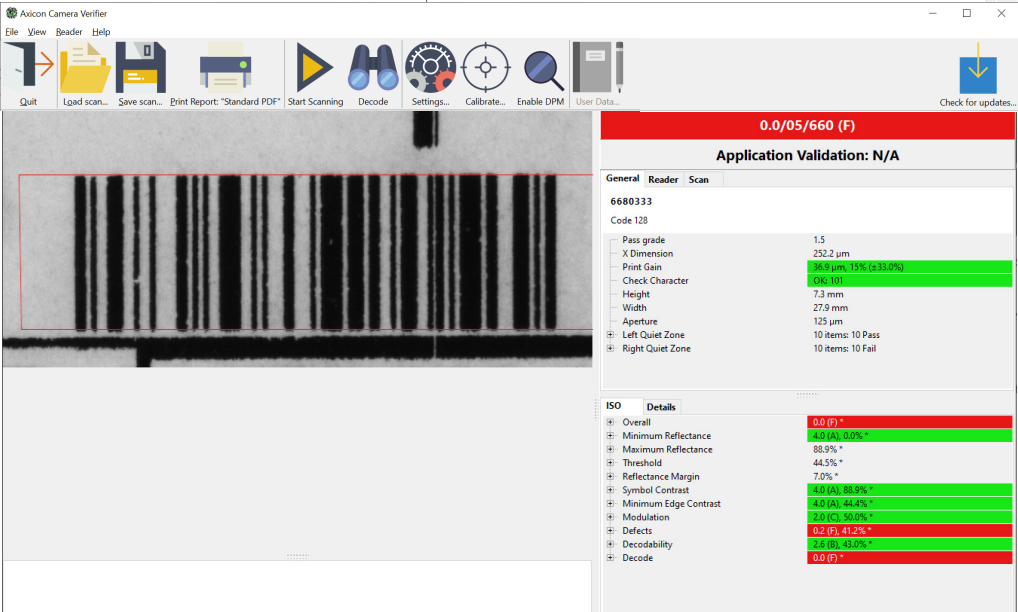 Axicon Camera Verifier
File View Reader Help
Quit Load scan... Save scan... Print Report: "Standard PDF" Start Scanning Decode Settings... Calibrate... Enable DPM User Data... Check for updates...
0.0/05/660 (F)
Application Validation: N/A
General Reader Scan
6680333
Code 128
Pass grade 1.5
X Dimension 252.2 µm
Print Gain 36.9 µm, 15% (±33.0%)
Check Character OK: 101
Height 7.3 mm
Width 27.9 mm
Aperture 125 µm
Left Quiet Zone 10 items: 10 Pass
Right Quiet Zone 10 items: 10 Fail
ISO Details
Overall 0.0 (F) *
Minimum Reflectance 4.0 (A), 0.0% *
Maximum Reflectance 88.9% *
Threshold 44.5% *
Reflectance Margin 7.0% *
Symbol Contrast 4.0 (A), 88.9% *
Minimum Edge Contrast 4.0 (A), 44.4% *
Modulation 2.0 (C), 50.0% *
Defects 0.2 (F), 41.2% *
Decodability 2.6 (B), 43.0% *
Decode 0.0 (F) *